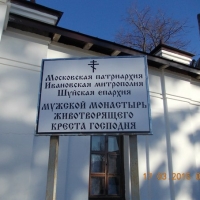 Московская патриархия
Ивановская митрополия
Шуйская епархия
МУЖСКОЙ МОНАСТЫРЬ
ЖИВОТВОРЯЩЕГО
КРЕСТА ГОСПОДНЯ